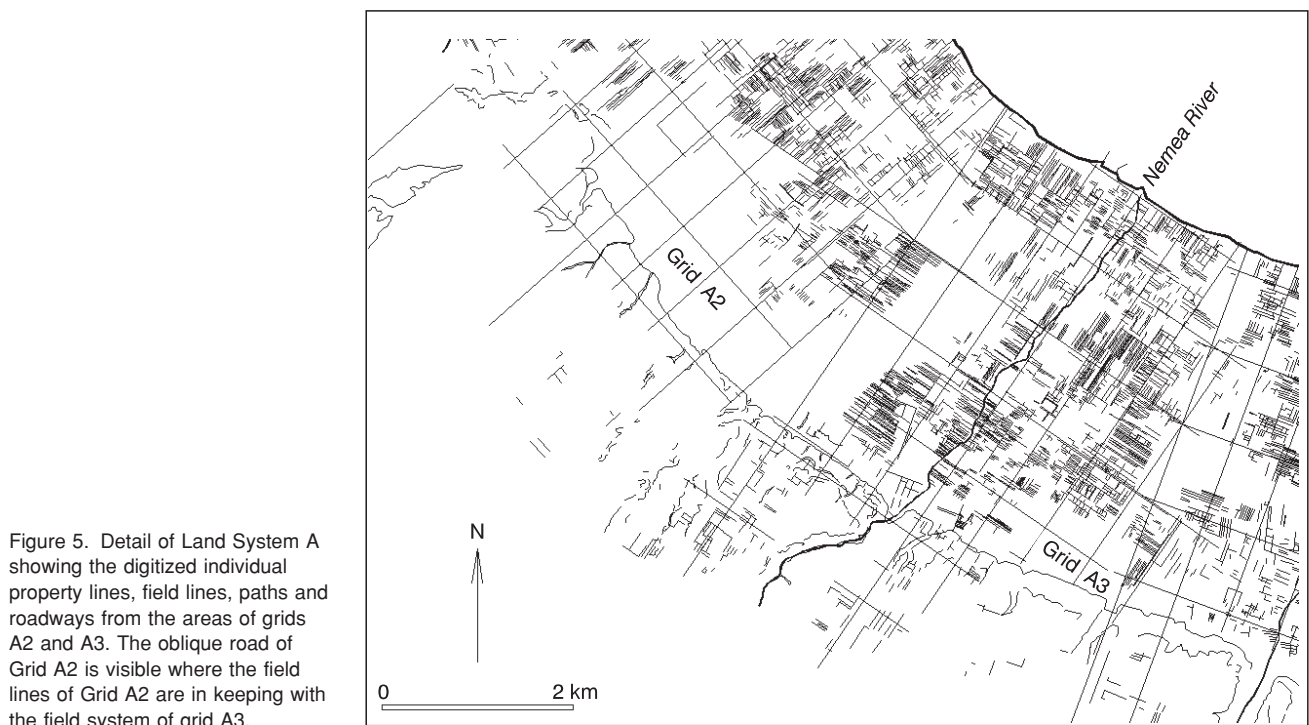 Nemea River
Grid A2
Grid A3
N
0 2 km
Figure 5. Detail of Land System A
showing the digitized individual
property lines, field lines, paths and
roadways from the areas of grids
A2 and A3. The oblique road of
Grid A2 is visible where the field
lines of Grid A2 are in keeping with
the field system of grid A3